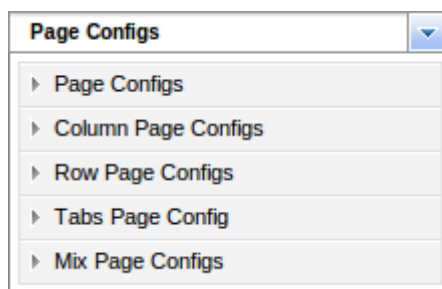 Page Configs
Page Configs
Column Page Configs
Row Page Configs
Tabs Page Config
Mix Page Configs